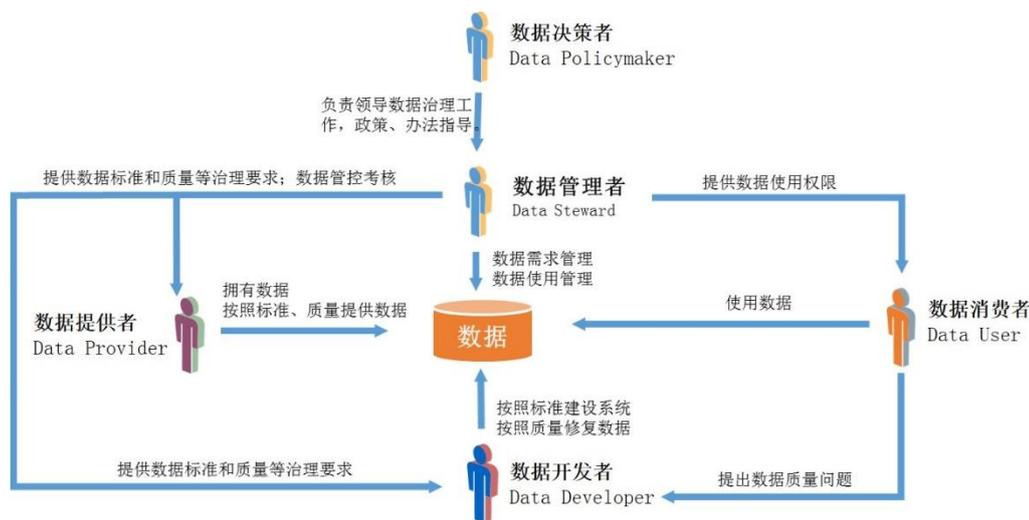 数据决策者
Data Policymaker
负责领导数据治理工
作，政策、办法指导。
提供数据标准和质量等治理要求；数据管控考核
数据管理者
Data Steward
提供数据使用权限
数据需求管理
数据使用管理
拥有数据
按照标准、质量提供数据
数据提供者
Data Provider
数据
使用数据
数据消费者
Data User
按照标准建设系统
按照质量修复数据
提供数据标准和质量等治理要求
数据开发者
Data Developer
提出数据质量问题